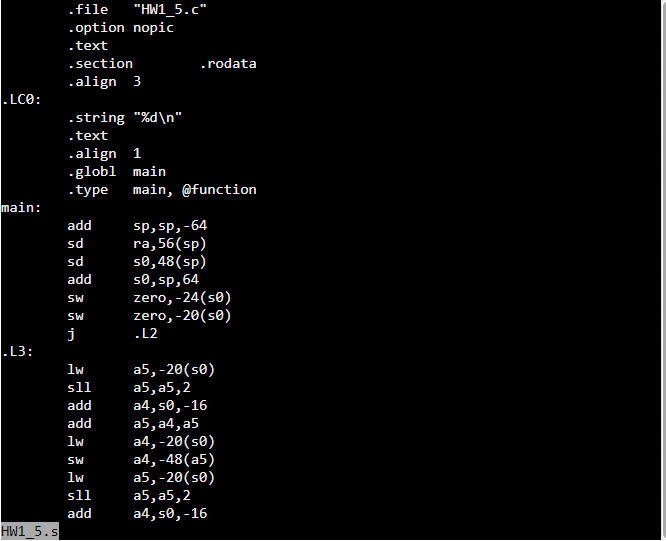 .file "HW1_5.c"
.option nopic
.text
.section .rodata
.align 3
.LC0:
.string "%d\n"
.text
.align 1
.globl main
.type main, @function
main:
add sp,sp,-64
sd ra,56(sp)
sd s0,48(sp)
add s0,sp,64
sw zero,-24(s0)
sw zero,-20(s0)
j .L2
.L3:
lw a5,-20(s0)
sll a5,a5,2
add a4,s0,-16
add a5,a4,a5
lw a4,-20(s0)
sw a4,-48(a5)
lw a5,-20(s0)
sll a5,a5,2
add a4,s0,-16
HW1_5.s